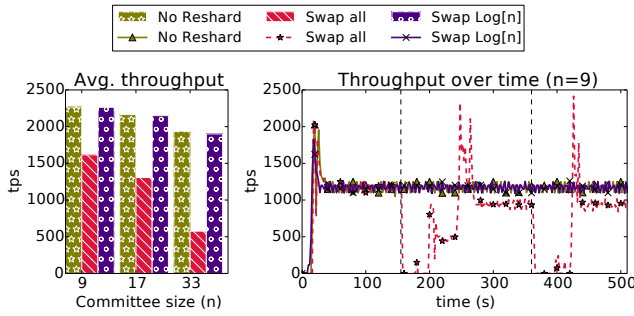 No Reshard Swap all Swap Log[n]
No Reshard Swap all Swap Log[n]
Avg. throughput
2500
2000
1500
1000
500
0
tps
9 17 33
Committee size (n)
Throughput over time (n=9)
2500
2000
1500
1000
500
0
tps
0 100 200 300 400 500
time (s)